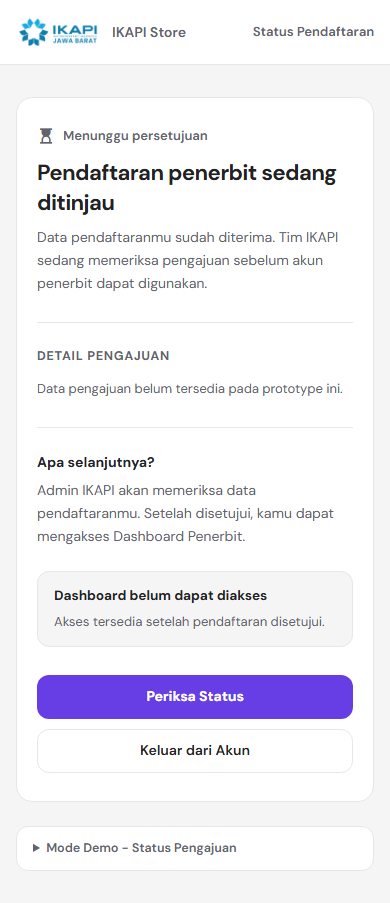 IKAPI
JAWA BARAT
IKAPI Store
Status Pendaftaran
Menunggu persetujuan
Pendaftaran penerbit sedang
ditinjau
Data pendaftaranmu sudah diterima. Tim IKAPI
sedang memeriksa pengajuan sebelum akun
penerbit dapat digunakan.
DETAIL PENGAJUAN
Data pengajuan belum tersedia pada prototype ini.
Apa selanjutnya?
Admin IKAPI akan memeriksa data
pendaftaranmu. Setelah disetujui, kamu dapat
mengakses Dashboard Penerbit.
Dashboard belum dapat diakses
Akses tersedia setelah pendaftaran disetujui.
Periksa Status
Keluar dari Akun
Mode Demo - Status Pengajuan